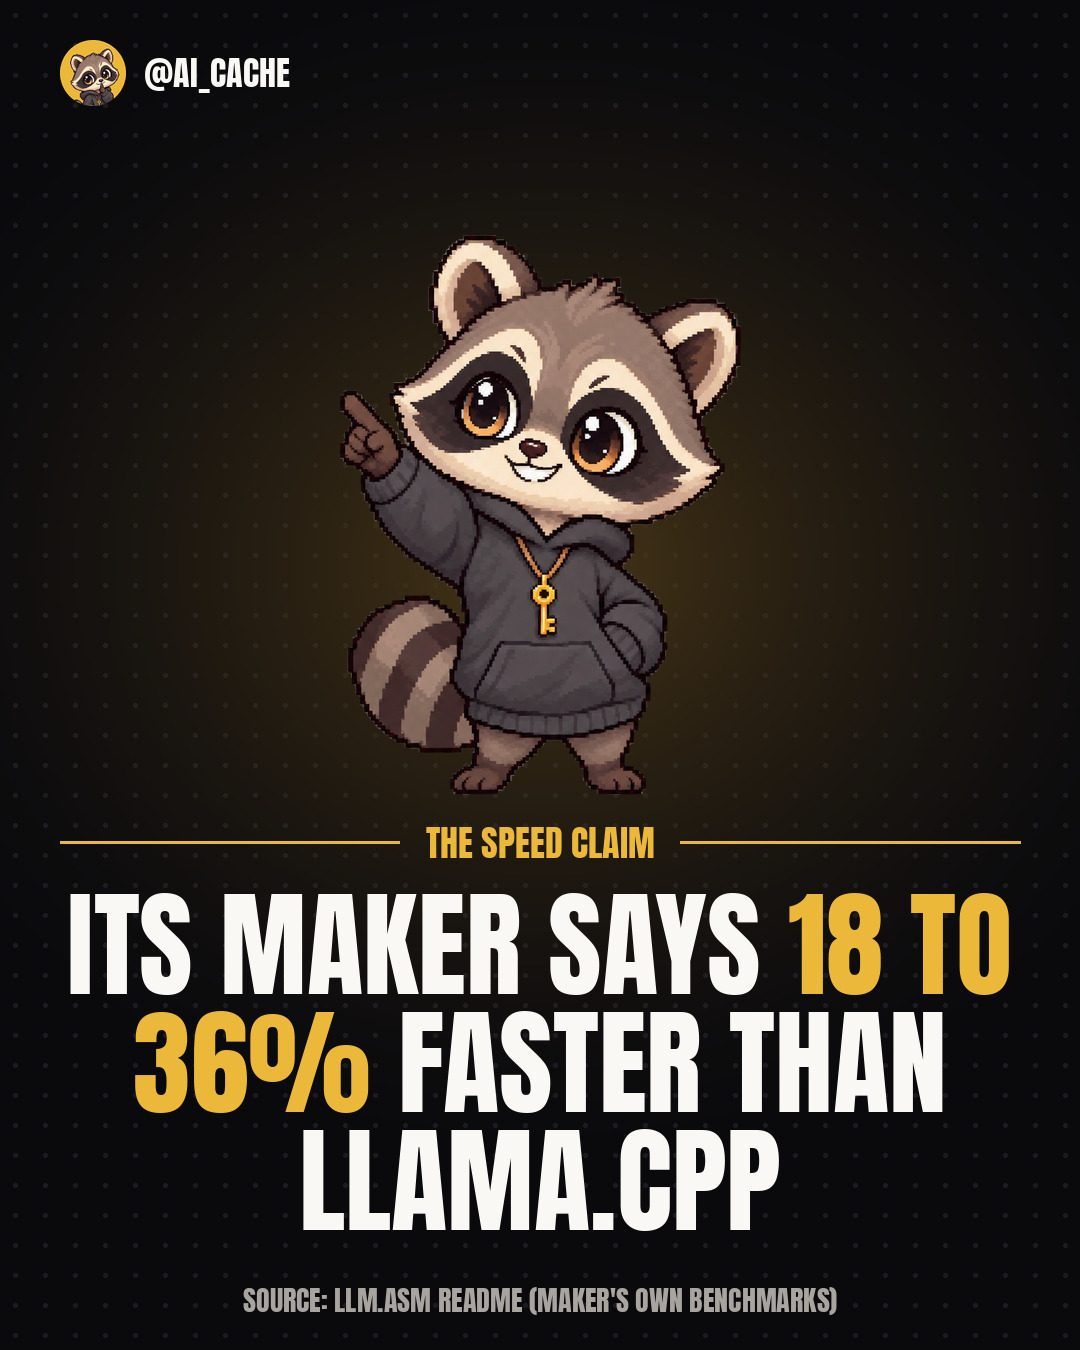 @AI_CACHE
THE SPEED CLAIM
ITS MAKER SAYS 18 TO
36% FASTER THAN
LLAMA.CPP
SOURCE: LLM.ASM README (MAKER'S OWN BENCHMARKS)